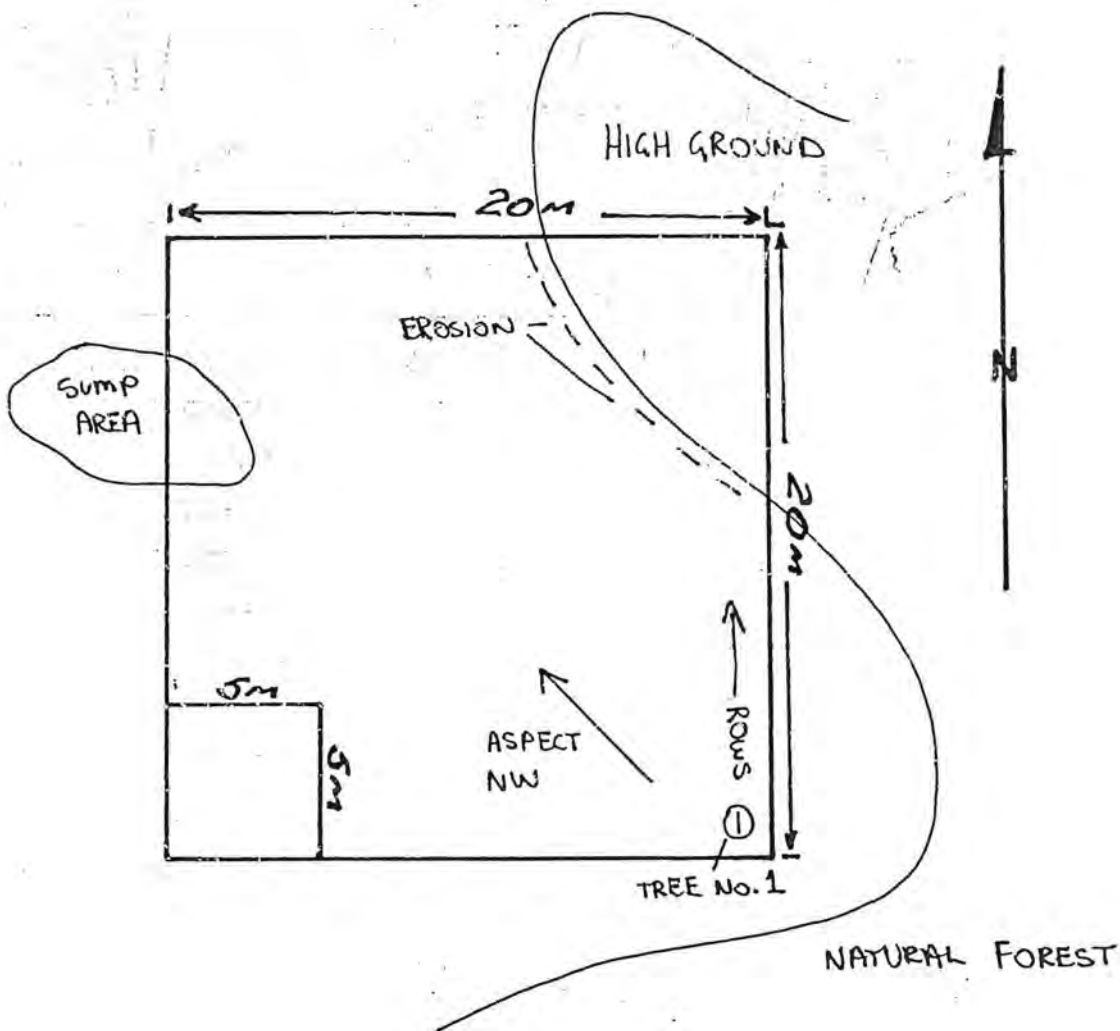 HIGH GROUND
20M
EROSION
SUMP
AREA
N
20M
5M
5M
ROWS
ASPECT
NW
1
TREE NO. 1
NATURAL FOREST